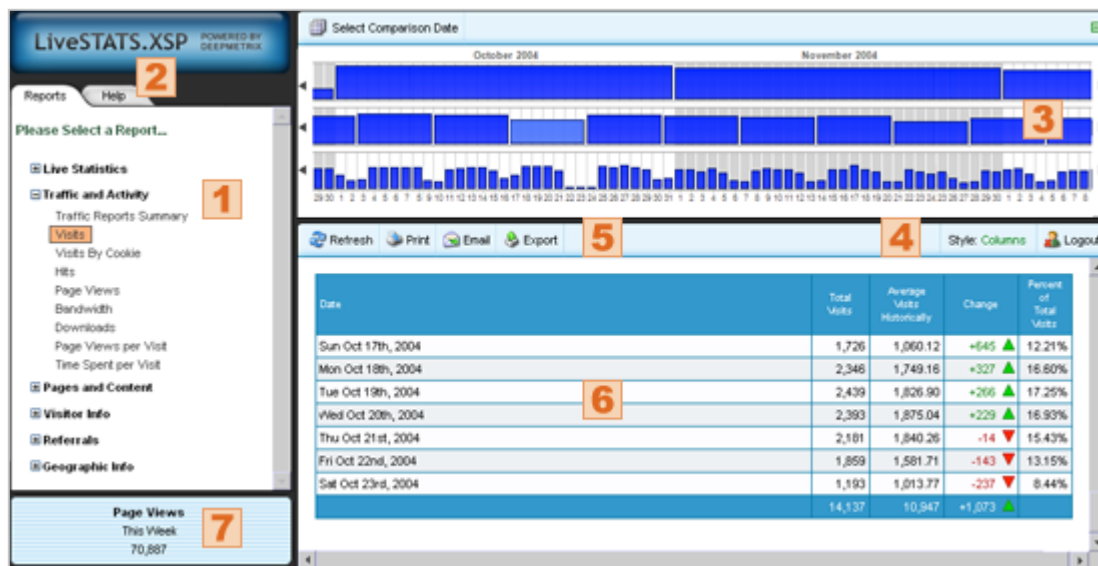 LiveSTATS.XSP
POWERED BY
DEEPMETRIX
2
Reports Help
Please Select a Report...
Live Statistics
Traffic and Activity
1
Traffic Reports Summary
Visits
Visits By Cookie
Hits
Page Views
Bandwidth
Downloads
Page Views per Visit
Time Spent per Visit
Pages and Content
Visitor Info
Referrals
Geographic Info
Page Views
This Week
70,887
7
Select Comparison Date
October 2004 November 2004
3
29 30 1 2 3 4 5 6 7 8 9 10 11 12 13 14 15 16 17 18 19 20 21 22 23 24 25 26 27 28 29 30 31 1 2 3 4 5 6 7 8 9 10 11 12 13 14 15 16 17 18 19 20 21 22 23 24 25 26 27 28 29 30 1 2 3 4 5 6 7 8
Refresh Print Email Export 5 4 Style: Columns Logout
Date Total Visits Average Visits Historically Change Percent of Total Visits
Sun Oct 17th, 2004 1,726 1,060.12 +645 12.21%
Mon Oct 18th, 2004 2,346 1,749.16 +327 16.60%
Tue Oct 19th, 2004 2,439 1,826.90 +266 17.25%
6
Wed Oct 20th, 2004 2,393 1,875.04 +229 16.93%
Thu Oct 21st, 2004 2,181 1,840.26 -14 15.43%
Fri Oct 22nd, 2004 1,859 1,581.71 -143 13.15%
Sat Oct 23rd, 2004 1,193 1,013.77 -237 8.44%
14,137 10,947 +1,073